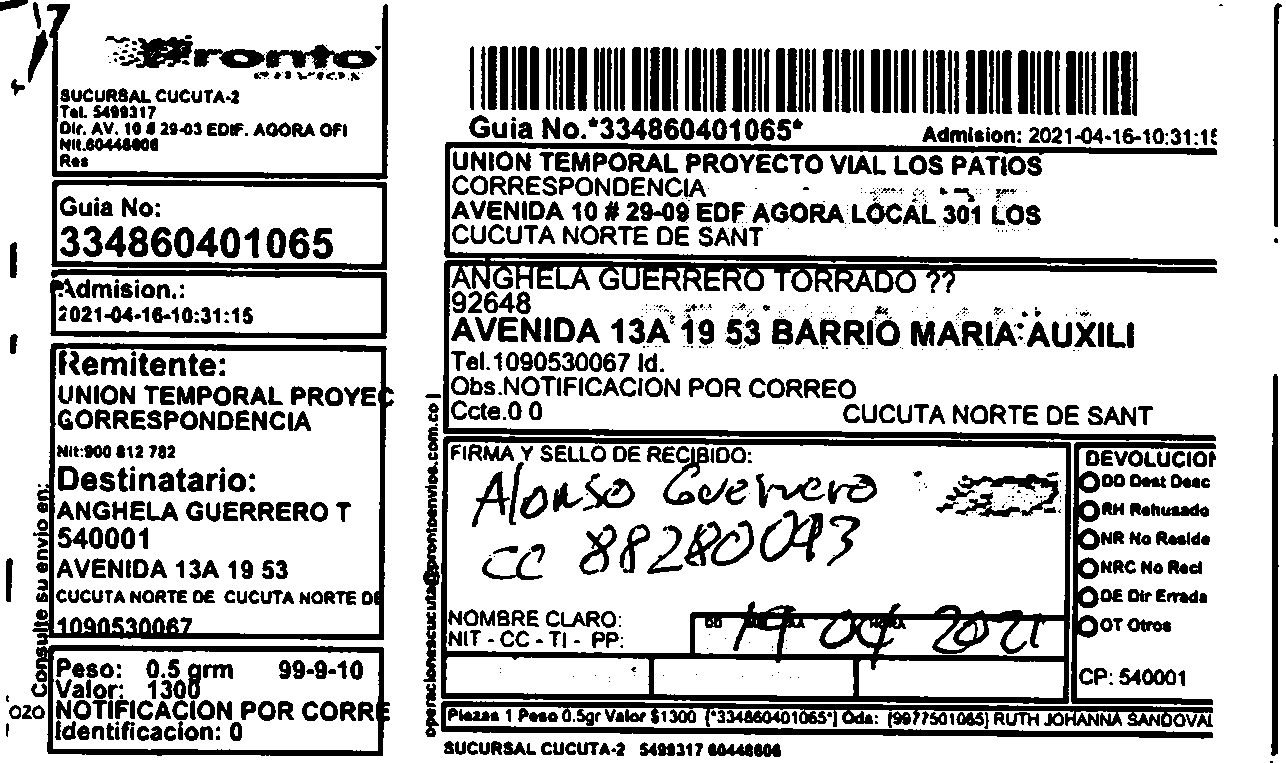 Pronto
envios
SUCURSAL CUCUTA-2
Tel. 5499317
Dir. AV. 10 # 29-03 EDIF. AGORA OFI
Nit.60448606
Res
Guia No:
334860401065
Admision.:
2021-04-16-10:31:15
Remitente:
UNION TEMPORAL PROYEC
CORRESPONDENCIA
Nit:900 812 782
Destinatario:
ANGHELA GUERRERO T
540001
AVENIDA 13A 19 53
CUCUTA NORTE DE CUCUTA NORTE DE
1090530067
Peso: 0.5 grm 99-9-10
Valor: 1300
NOTIFICACION POR CORRE
Identificacion: 0
Consulte su envio en:
020
Guia No.*334860401065*
Admision: 2021-04-16-10:31:15
UNION TEMPORAL PROYECTO VIAL LOS PATIOS
CORRESPONDENCIA
AVENIDA 10 # 29-09 EDF AGORA LOCAL 301 LOS
CUCUTA NORTE DE SANT
ANGHELA GUERRERO TORRADO ??
92648
AVENIDA 13A 19 53 BARRIO MARIA AUXILI
Tel.1090530067 Id.
Obs.NOTIFICACION POR CORREO
Ccte.0 0 CUCUTA NORTE DE SANT
operacionescucuta@prontoenvios.com.co
FIRMA Y SELLO DE RECIBIDO:
Alonso Guerrero
CC 88280093
NOMBRE CLARO:
NIT - CC - TI - PP:
19 04 2021
DEVOLUCION
DD Dest Desc
RH Rehusado
NR No Reside
NRC No Recl
DE Dir Errada
OT Otros
CP: 540001
Piezas 1 Peso 0.5gr Valor $1300 [*334860401065*] Oda: [9977501065] RUTH JOHANNA SANDOVAL
SUCURSAL CUCUTA-2 5499317 60448606